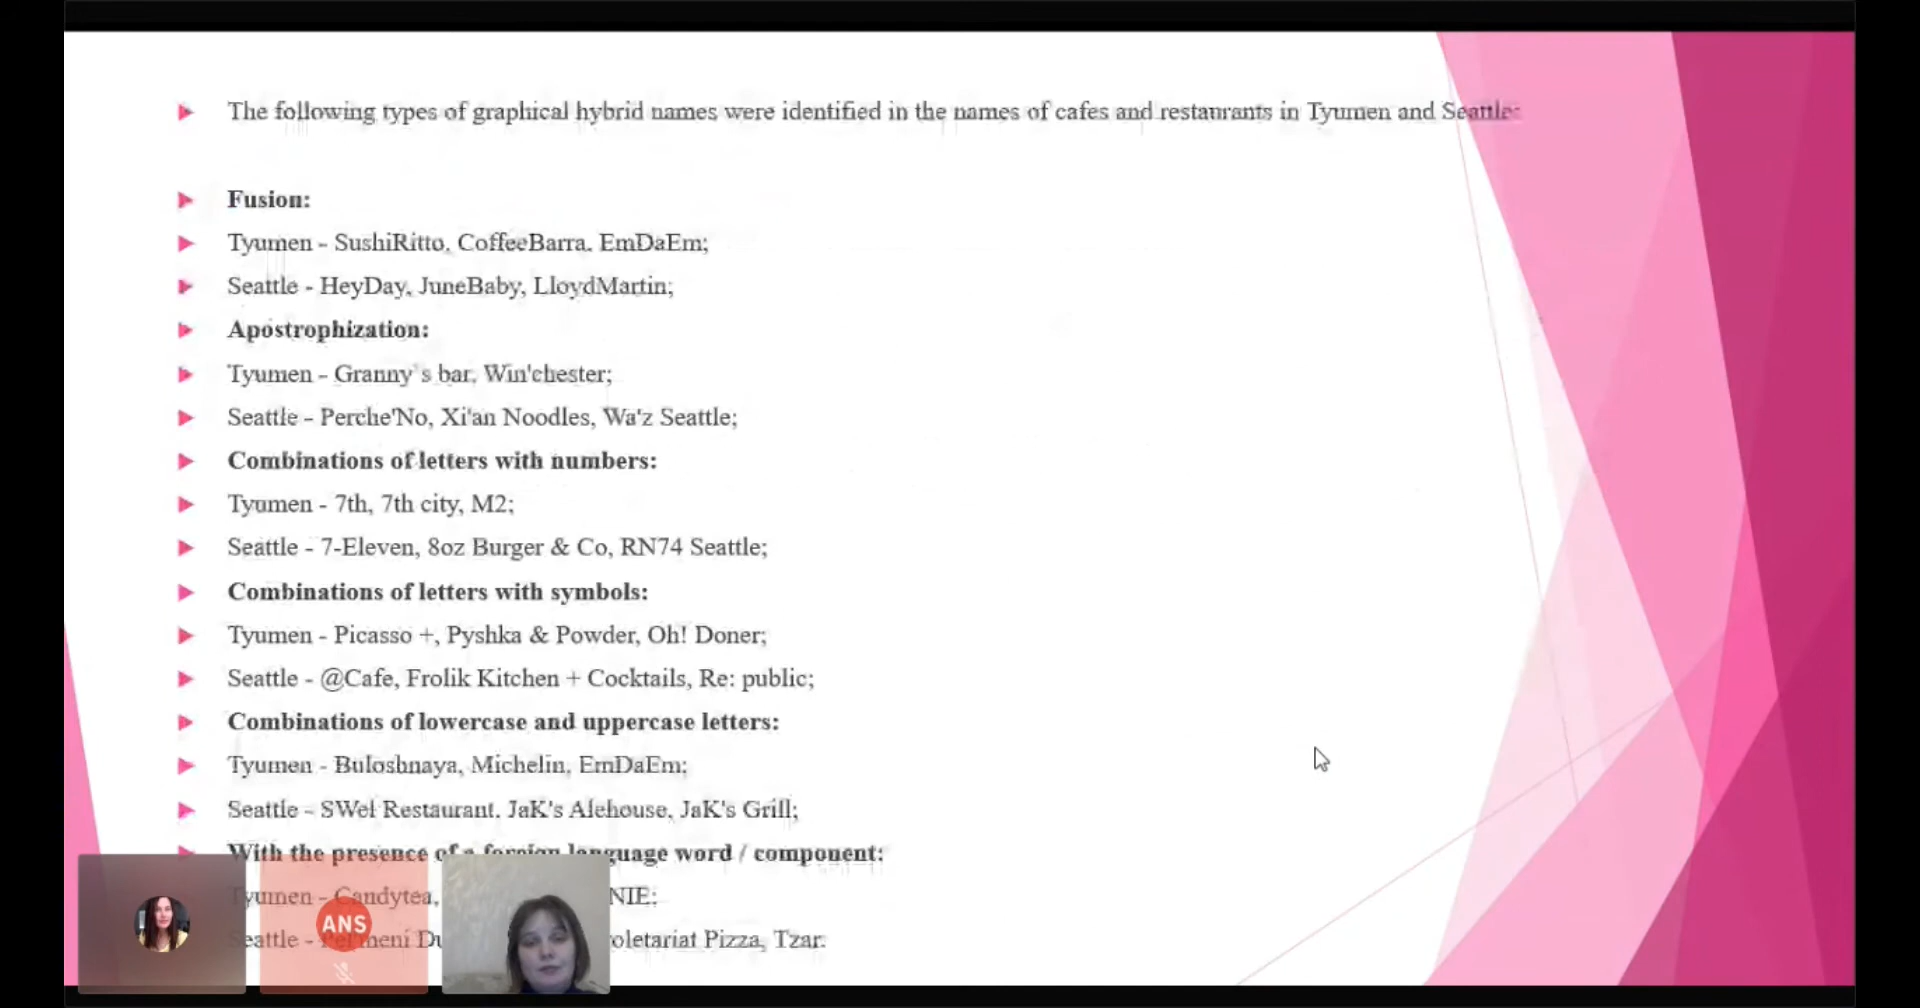 The following types of graphical hybrid names were identified in the names of cafes and restaurants in Tyumen and Seattle:
Fusion:
Tyumen - SushiRitto, CoffeeBarra, EmDaEm;
Seattle - HeyDay, JuneBaby, LloydMartin;
Apostrophization:
Tyumen - Granny`s bar, Win'chester;
Seattle - Perche'No, Xi'an Noodles, Wa'z Seattle;
Combinations of letters with numbers:
Tyumen - 7th, 7th city, M2;
Seattle - 7-Eleven, 8oz Burger & Co, RN74 Seattle;
Combinations of letters with symbols:
Tyumen - Picasso +, Pyshka & Powder, Oh! Doner;
Seattle - @Cafe, Frolik Kitchen + Cocktails, Re: public;
Combinations of lowercase and uppercase letters:
Tyumen - Buloshnaya, Michelin, EmDaEm;
Seattle - SWel Restaurant, JaK's Alehouse, JaK's Grill;
With the presence of a foreign language word / component:
Tyumen - Candytea, NIE;
Seattle - Pel'meni Pizza, Tzar.
ANS